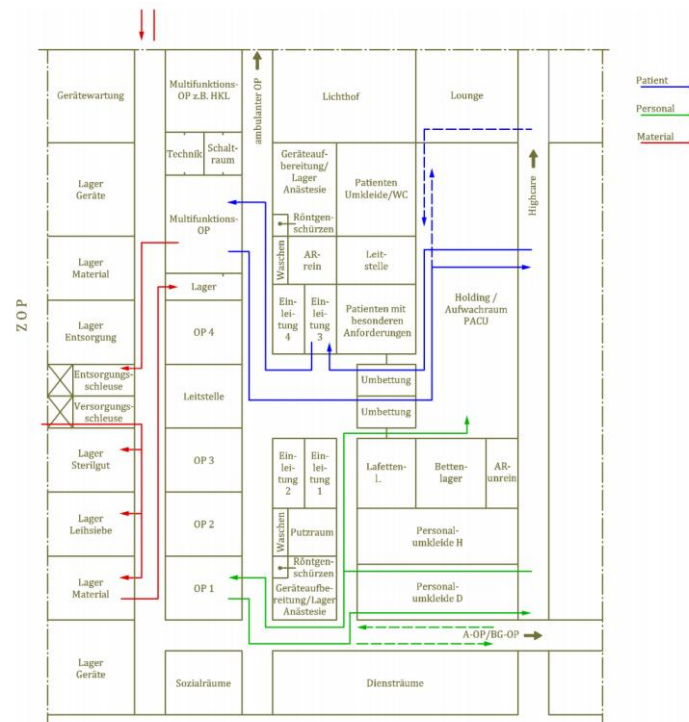 Gerätewartung
Multifunktions-
OP z.B. HKL
ambulanter OP
Lichthof
Lounge
Patient
Personal
Material
Technik
Schalt-
raum
Geräteauf-
bereitung/
Lager
Anästesie
Patienten
Umkleide/WC
Highcare
Lager
Geräte
Multifunktions-
OP
Röntgen-
schürzen
Waschen
AR-
rein
Leit-
stelle
Lager
Material
Lager
ZOP
Lager
Entsorgung
OP 4
Ein-
lei-
tung
4
Ein-
lei-
tung
3
Patienten mit
besonderen
Anforderungen
Holding /
Aufwachraum
PACU
Entsorgungs-
schleuse
Versorgungs-
schleuse
Leitstelle
Umbettung
Umbettung
Lager
Sterilgut
OP 3
Ein-
lei-
tung
2
Ein-
lei-
tung
1
Lafetten-
l.
Betten-
lager
AR-
unrein
Lager
Leihsiebe
OP 2
Waschen
Putzraum
Personal-
umkleide H
Lager
Material
OP 1
Röntgen-
schürzen
Geräteaufbe-
reitung/Lager
Anästesie
Personal-
umkleide D
A-OP/BG-OP
Lager
Geräte
Sozialräume
Diensträume